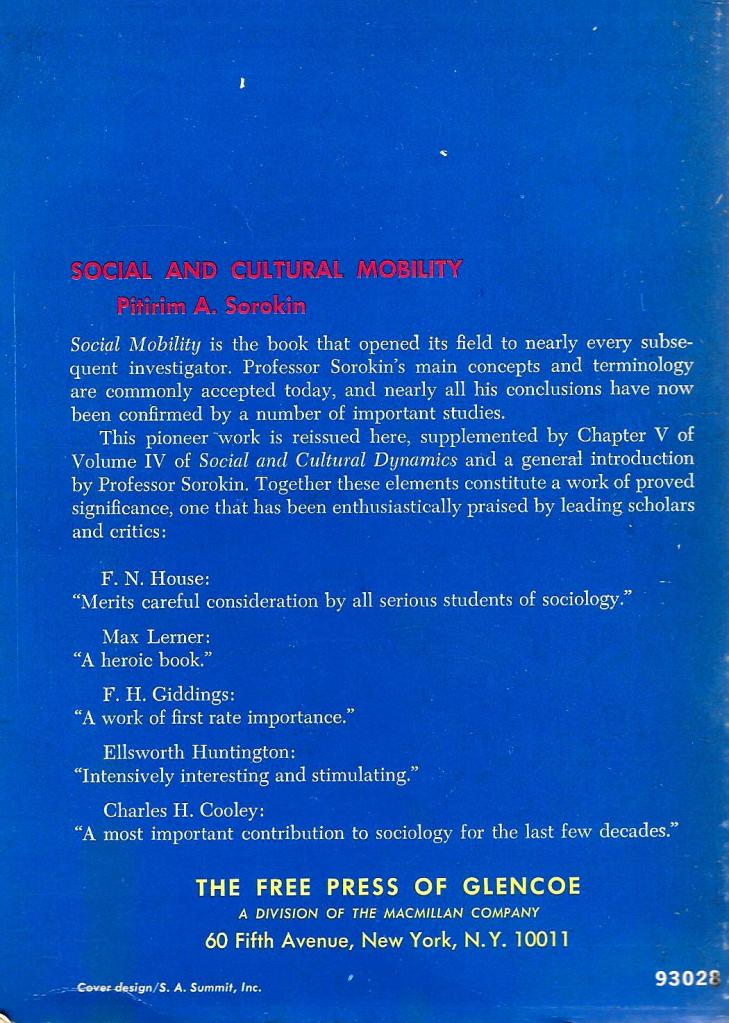 SOCIAL AND CULTURAL MOBILITY
Pitirim A. Sorokin
Social Mobility is the book that opened its field to nearly every subse-
quent investigator. Professor Sorokin's main concepts and terminology
are commonly accepted today, and nearly all his conclusions have now
been confirmed by a number of important studies.
This pioneer work is reissued here, supplemented by Chapter V of
Volume IV of Social and Cultural Dynamics and a general introduction
by Professor Sorokin. Together these elements constitute a work of proved
significance, one that has been enthusiastically praised by leading scholars
and critics:
F. N. House:
“Merits careful consideration by all serious students of sociology.”
Max Lerner:
“A heroic book.”
F. H. Giddings:
“A work of first rate importance.”
Ellsworth Huntington:
“Intensively interesting and stimulating.”
Charles H. Cooley:
“A most important contribution to sociology for the last few decades.”
THE FREE PRESS OF GLENCOE
A DIVISION OF THE MACMILLAN COMPANY
60 Fifth Avenue, New York, N.Y. 10011
93028
Cover design/S. A. Summit, Inc.